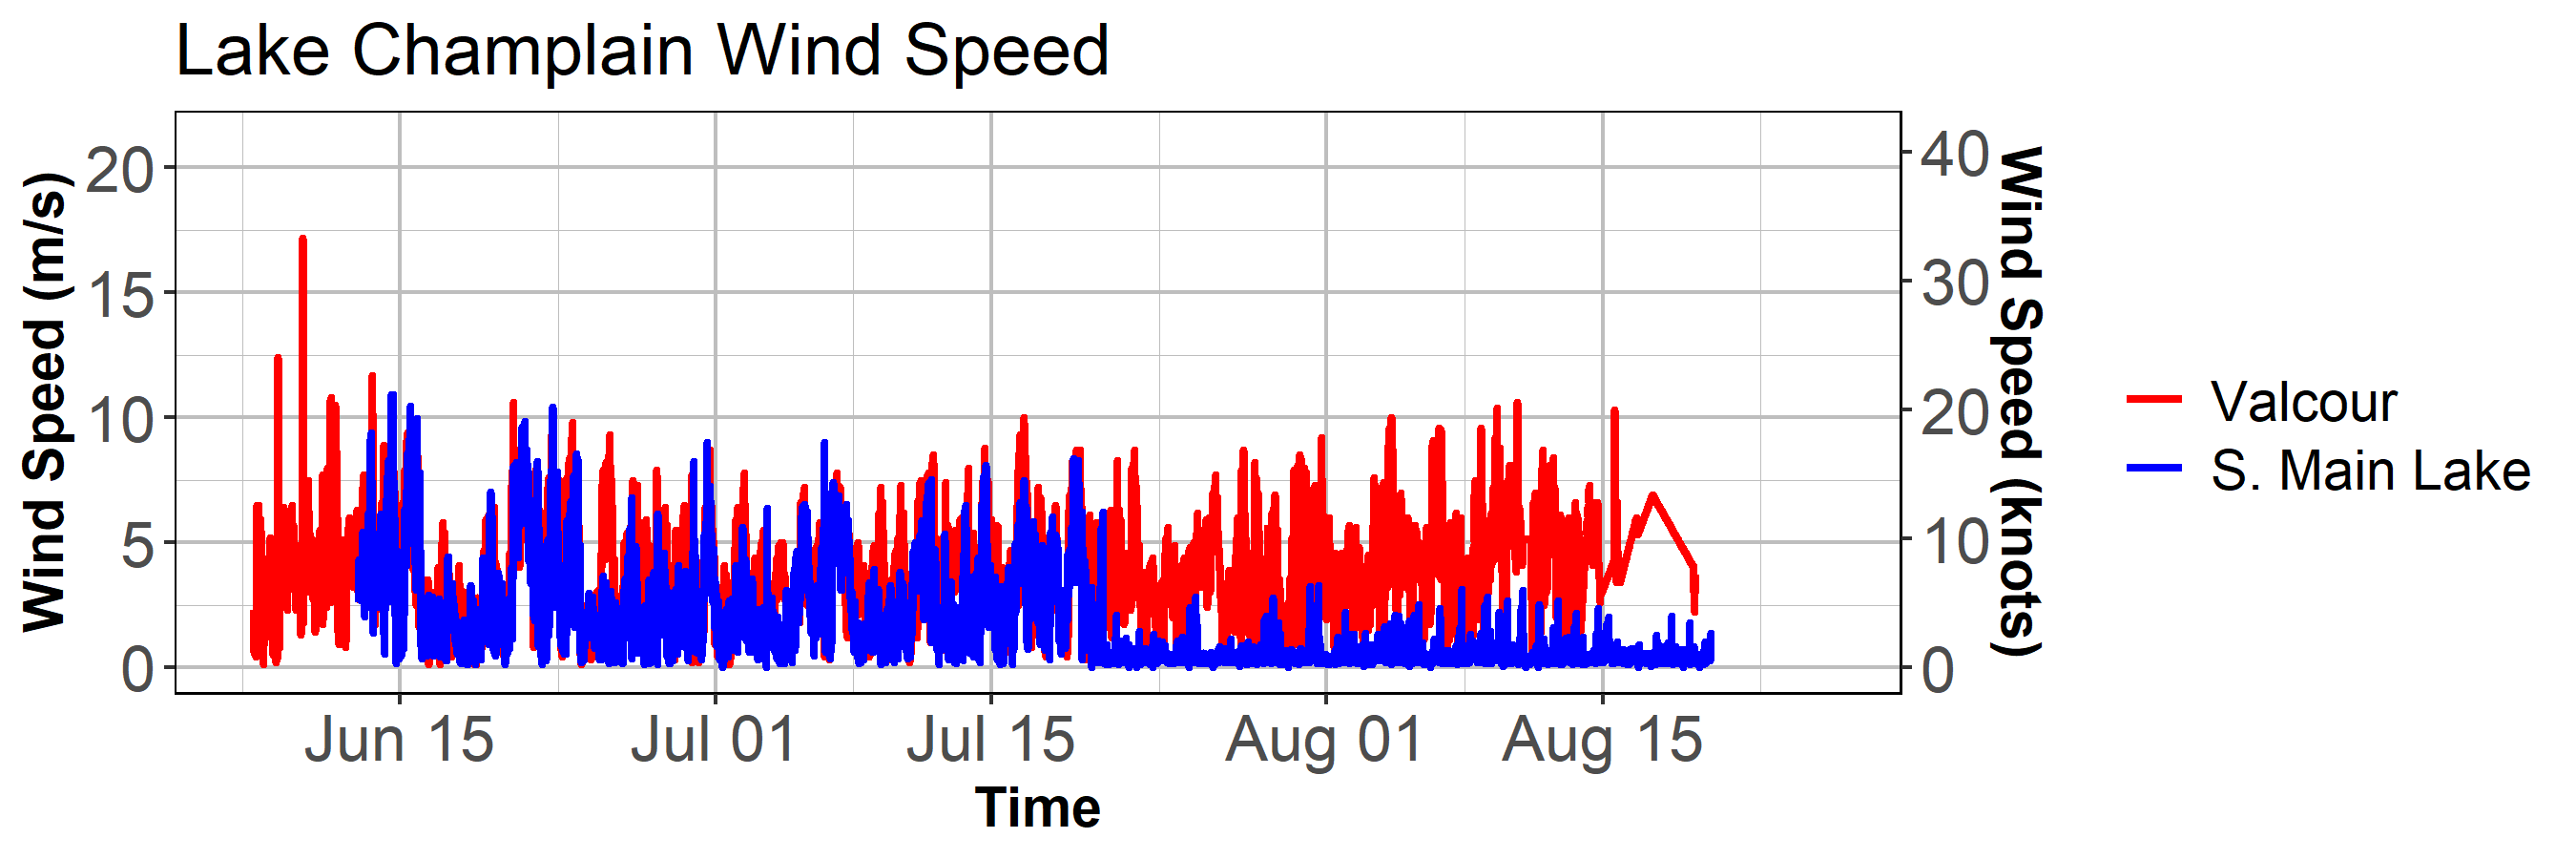 Lake Champlain Wind Speed
Wind Speed (m/s)
20
15
10
5
0
40
30
20
10
0
Wind Speed (knots)
Jun 15
Jul 01
Jul 15
Aug 01
Aug 15
Time
Valcour
S. Main Lake